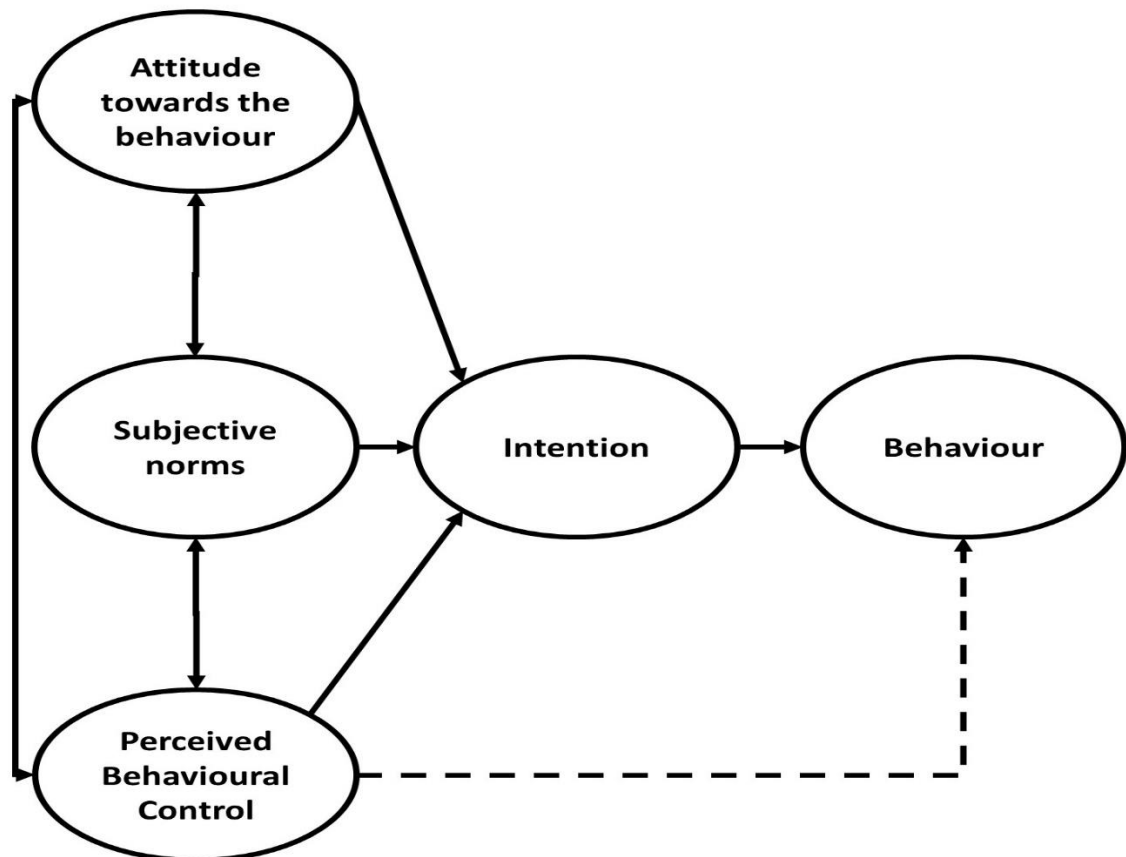 Attitude
towards the
behaviour
Subjective
norms
Intention
Behaviour
Perceived
Behavioural
Control